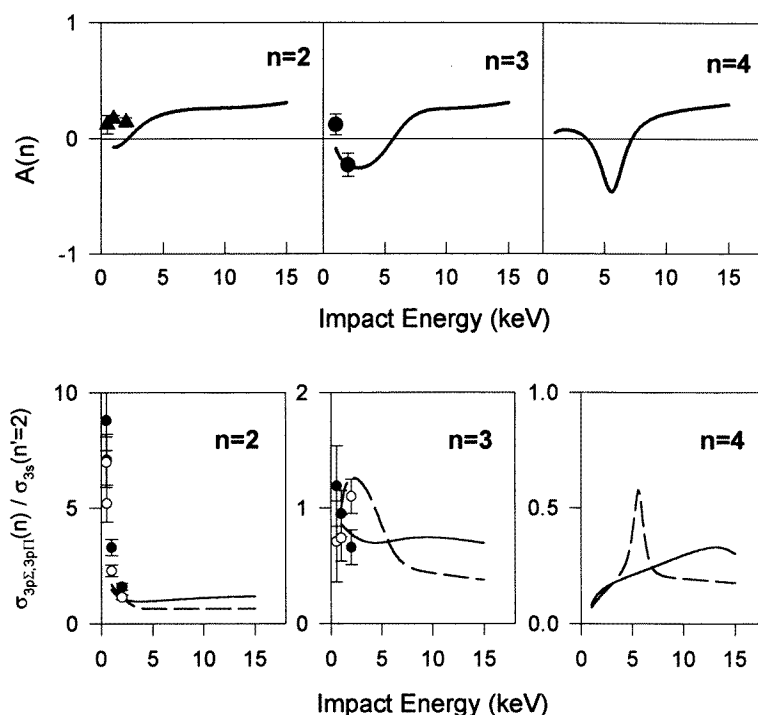 1
n=2
n=3
n=4
A(n)
0
-1
0 5 10 15 0 5 10 15 0 5 10 15
Impact Energy (keV)
10 2 1.0
n=2
n=3
n=4
σ3pΣ,3pΠ(n) / σ3s(n'=2)
5 1 0.5
0 0 0.0
0 5 10 15 0 5 10 15 0 5 10 15
Impact Energy (keV)